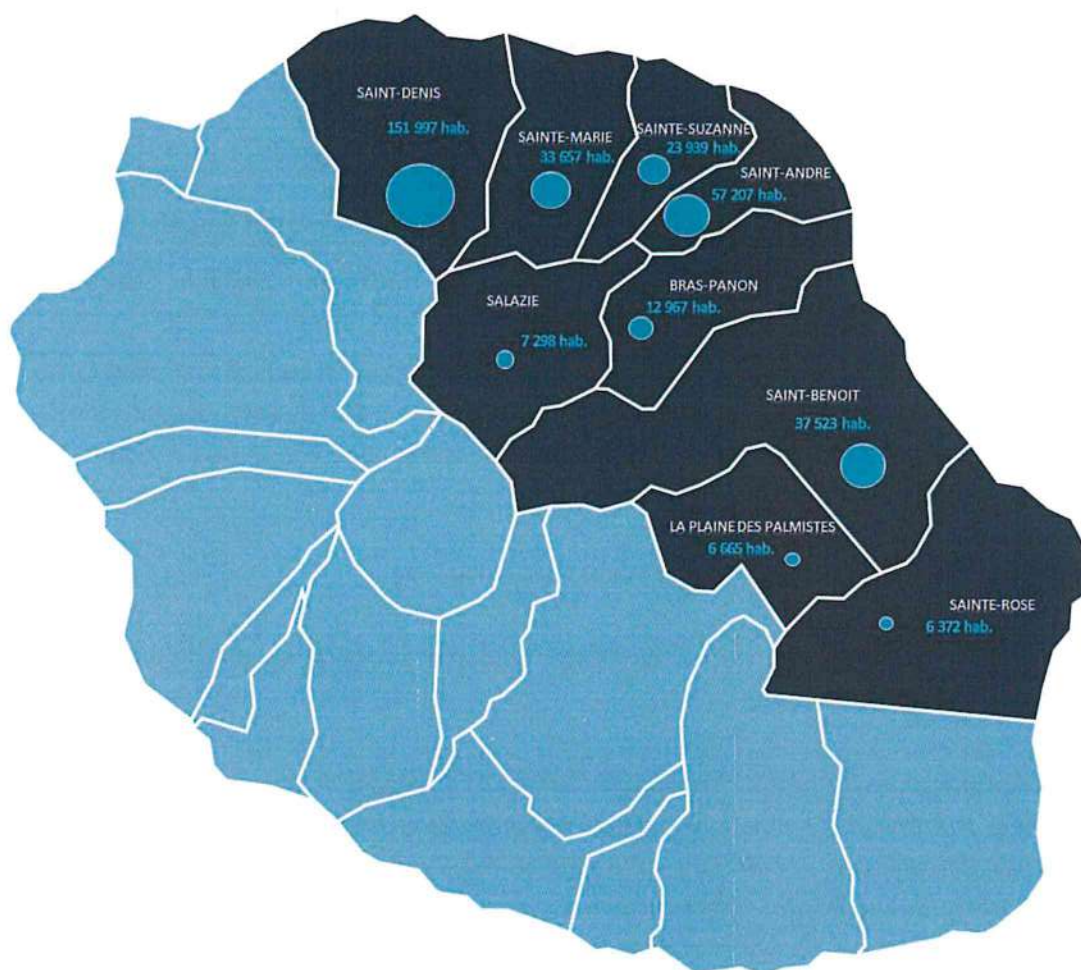 SAINT-DENIS
151 997 hab.
SAINTE-MARIE
33 657 hab.
SAINTE-SUZANNE
23 939 hab.
SAINT-ANDRE
57 207 hab.
SALAZIE
7 298 hab.
BRAS-PANON
12 967 hab.
SAINT-BENOIT
37 523 hab.
LA PLAINE DES PALMISTES
6 665 hab.
SAINTE-ROSE
6 372 hab.